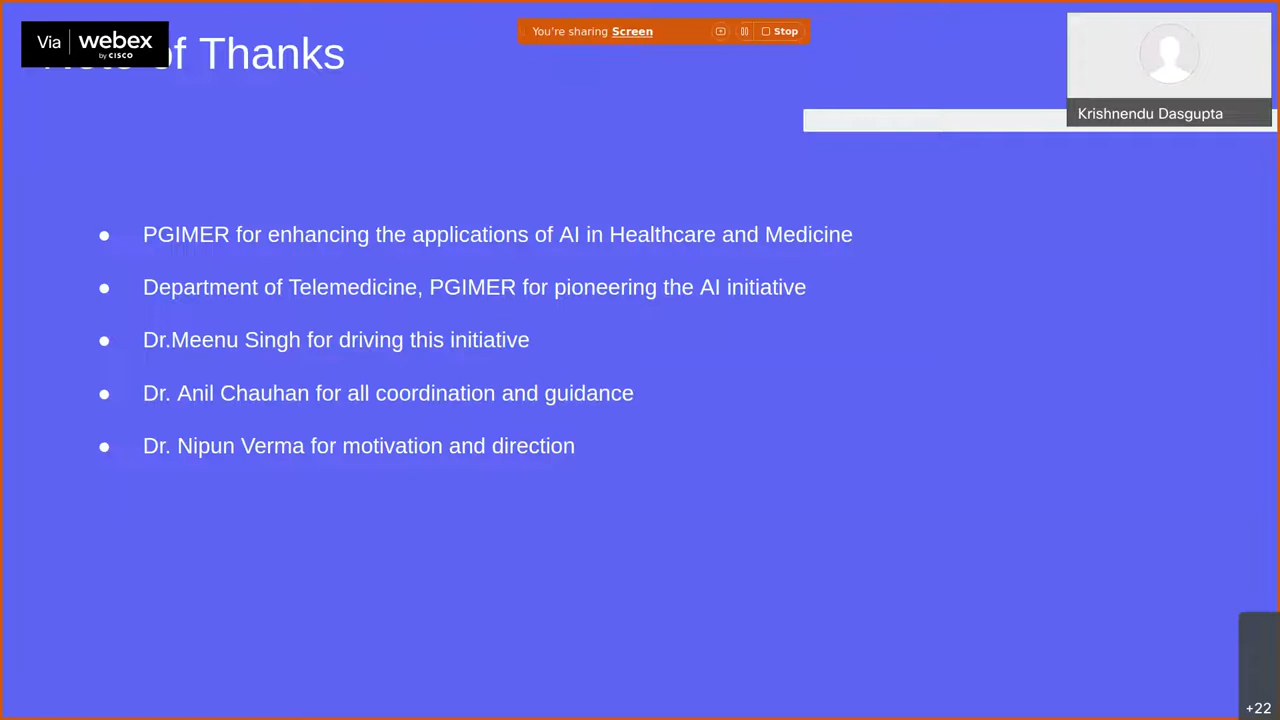 Via webex
by CISCO
of Thanks
You're sharing Screen
Stop
Krishnendu Dasgupta
● PGIMER for enhancing the applications of AI in Healthcare and Medicine
● Department of Telemedicine, PGIMER for pioneering the AI initiative
● Dr.Meenu Singh for driving this initiative
● Dr. Anil Chauhan for all coordination and guidance
● Dr. Nipun Verma for motivation and direction
+22